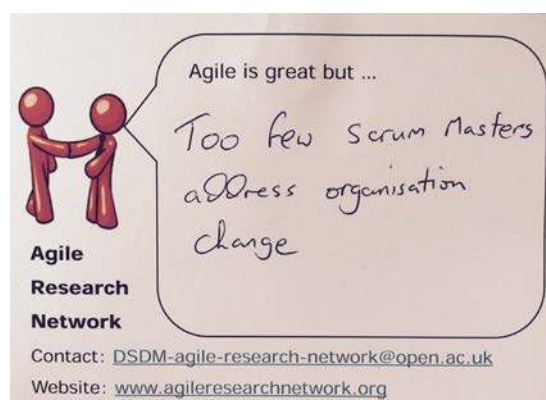 Agile is great but ...
Too few Scrum Masters
address organisation
change
Agile
Research
Network
Contact: DSDM-agile-research-network@open.ac.uk
Website: www.agileresearchnetwork.org